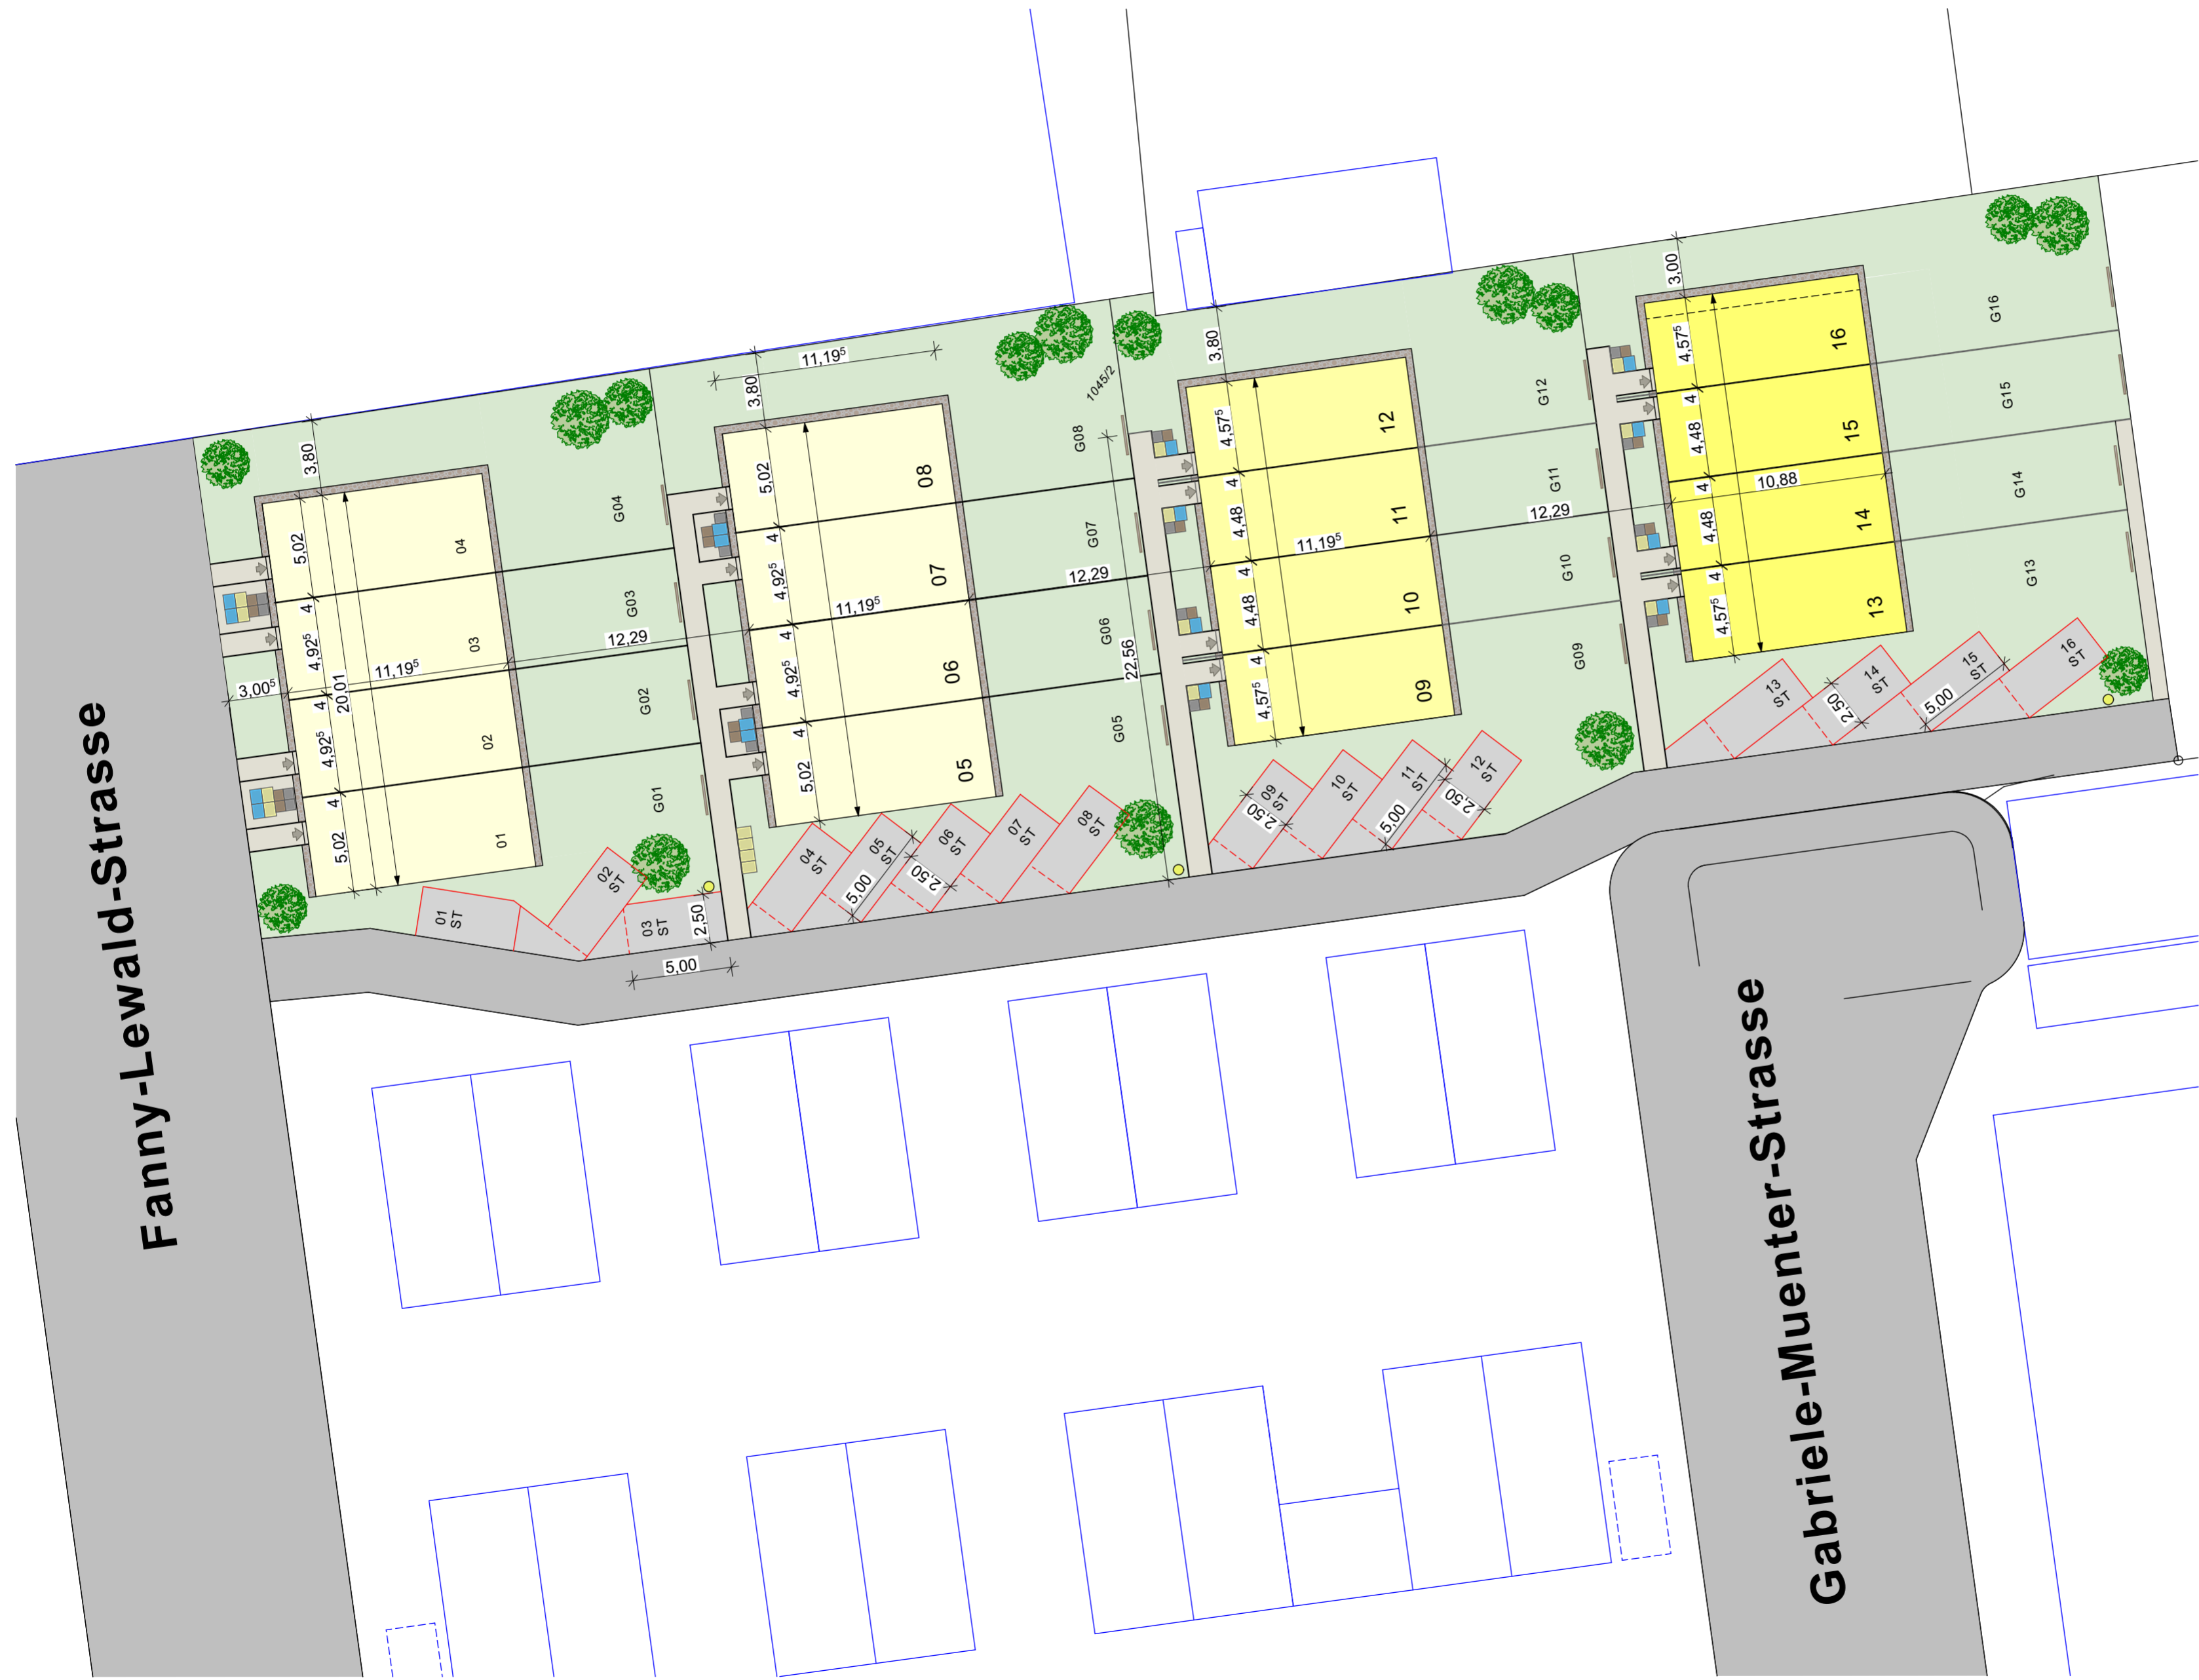 Fanny-Lewald-Strasse
3,80
5,02
4
4,92⁵
4
4,92⁵
4
5,02
20,01
11,19⁵
3,00⁵
12,29
04
03
02
01
G04
G03
G02
G01
01
ST
02
ST
03
ST
2,50
5,00
3,80
11,19⁵
5,02
4
4,92⁵
4
4,92⁵
4
5,02
11,19⁵
12,29
08
07
06
05
1045/2
G08
G07
G06
G05
22,56
04
ST
05
ST
06
ST
07
ST
08
ST
5,00
2,50
3,80
4,57⁵
4
4,48
4
4,48
4
4,57⁵
11,19⁵
12,29
12
11
10
09
G12
G11
G10
G09
09
ST
10
ST
11
ST
12
ST
2,50
5,00
2,50
3,00
4,57⁵
4
4,48
4
4,48
4
4,57⁵
10,88
16
15
14
13
G16
G15
G14
G13
13
ST
14
ST
15
ST
16
ST
2,50
5,00
Gabriele-Muenter-Strasse